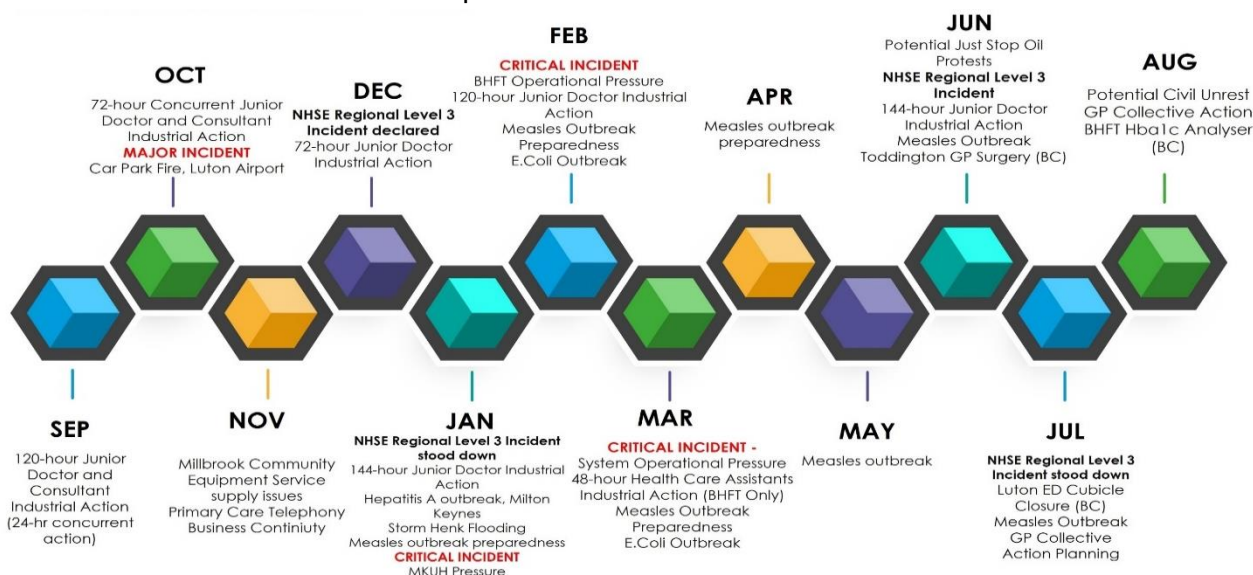 OCT
72-hour Concurrent Junior
Doctor and Consultant
Industrial Action
MAJOR INCIDENT
Car Park Fire, Luton Airport
DEC
NHSE Regional Level 3
Incident declared
72-hour Junior Doctor
Industrial Action
FEB
CRITICAL INCIDENT
BHFT Operational Pressure
120-hour Junior Doctor Industrial
Action
Measles Outbreak
Preparedness
E.Coli Outbreak
APR
Measles outbreak
preparedness
JUN
Potential Just Stop Oil
Protests
NHSE Regional Level 3
Incident
144-hour Junior Doctor
Industrial Action
Measles Outbreak
Toddington GP Surgery (BC)
AUG
Potential Civil Unrest
GP Collective Action
BHFT Hba1c Analyser
(BC)
SEP
120-hour Junior
Doctor and
Consultant
Industrial Action
(24-hr concurrent
action)
NOV
Millbrook Community
Equipment Service
supply issues
Primary Care Telephony
Business Continiuty
JAN
NHSE Regional Level 3 Incident
stood down
144-hour Junior Doctor Industrial
Action
Hepatitis A outbreak, Milton
Keynes
Storm Henk Flooding
Measles outbreak preparedness
CRITICAL INCIDENT
MKUH Pressure
MAR
CRITICAL INCIDENT -
System Operational Pressure
48-hour Health Care Assistants
Industrial Action (BHFT Only)
Measles Outbreak
Preparedness
E.Coli Outbreak
MAY
Measles outbreak
JUL
NHSE Regional Level 3
Incident stood down
Luton ED Cubicle
Closure (BC)
Measles Outbreak
GP Collective
Action Planning